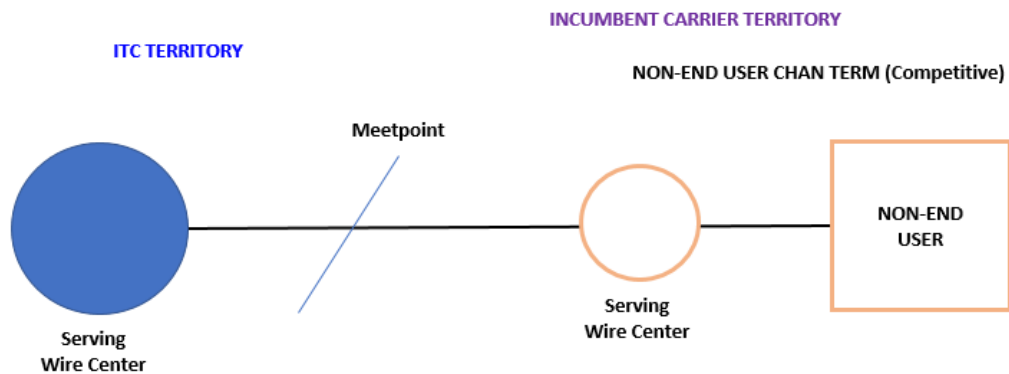 INCUMBENT CARRIER TERRITORY
ITC TERRITORY
NON-END USER CHAN TERM (Competitive)
Meetpoint
NON-END
USER
Serving
Wire Center
Serving
Wire Center